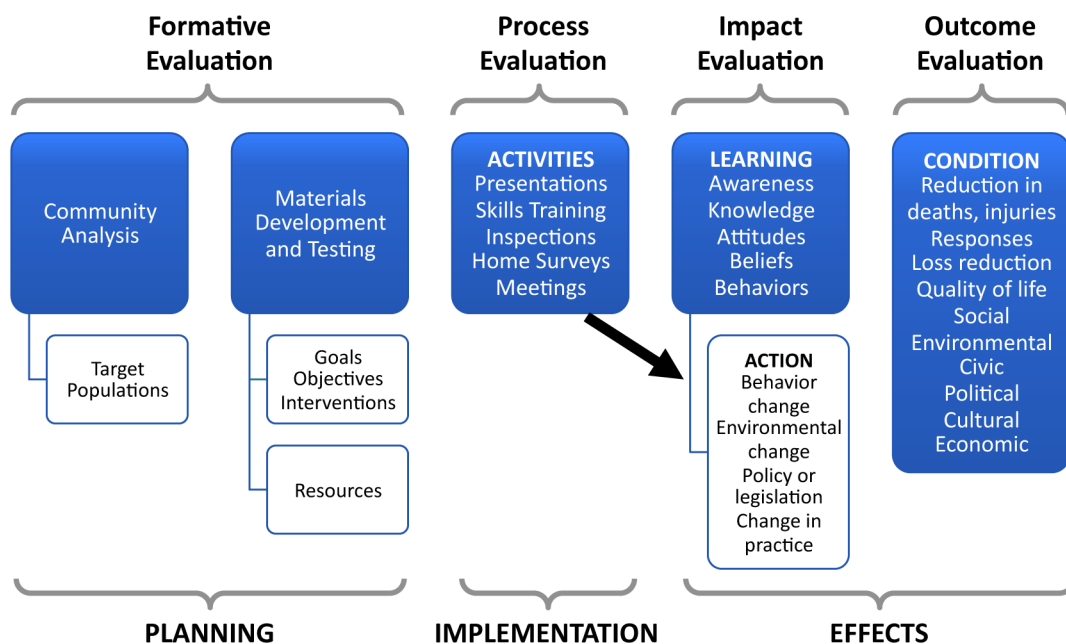 Formative
Evaluation
Process
Evaluation
Impact
Evaluation
Outcome
Evaluation
Community
Analysis
Target
Populations
Materials
Development
and Testing
Goals
Objectives
Interventions
Resources
ACTIVITIES
Presentations
Skills Training
Inspections
Home Surveys
Meetings
LEARNING
Awareness
Knowledge
Attitudes
Beliefs
Behaviors
ACTION
Behavior
change
Environmental
change
Policy or
legislation
Change in
practice
CONDITION
Reduction in
deaths, injuries
Responses
Loss reduction
Quality of life
Social
Environmental
Civic
Political
Cultural
Economic
PLANNING
IMPLEMENTATION
EFFECTS